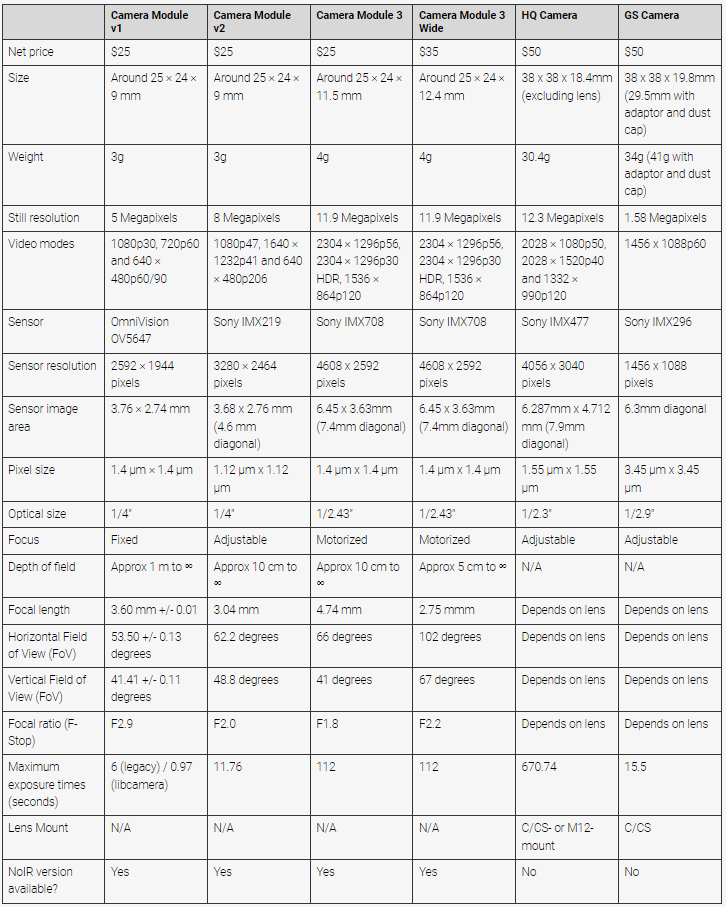 Camera Module v1 Camera Module v2 Camera Module 3 Camera Module 3 Wide HQ Camera GS Camera
Net price $25 $25 $25 $35 $50 $50
Size Around 25 × 24 × 9 mm Around 25 × 24 × 9 mm Around 25 × 24 × 11.5 mm Around 25 × 24 × 12.4 mm 38 x 38 x 18.4mm (excluding lens) 38 x 38 x 19.8mm (29.5mm with adaptor and dust cap)
Weight 3g 3g 4g 4g 30.4g 34g (41g with adaptor and dust cap)
Still resolution 5 Megapixels 8 Megapixels 11.9 Megapixels 11.9 Megapixels 12.3 Megapixels 1.58 Megapixels
Video modes 1080p30, 720p60 and 640 × 480p60/90 1080p47, 1640 × 1232p41 and 640 × 480p206 2304 × 1296p56, 2304 × 1296p30 HDR, 1536 × 864p120 2304 × 1296p56, 2304 × 1296p30 HDR, 1536 × 864p120 2028 × 1080p50, 2028 × 1520p40 and 1332 × 990p120 1456 x 1088p60
Sensor OmniVision OV5647 Sony IMX219 Sony IMX708 Sony IMX708 Sony IMX477 Sony IMX296
Sensor resolution 2592 × 1944 pixels 3280 × 2464 pixels 4608 x 2592 pixels 4608 x 2592 pixels 4056 x 3040 pixels 1456 x 1088 pixels
Sensor image area 3.76 × 2.74 mm 3.68 x 2.76 mm (4.6 mm diagonal) 6.45 x 3.63mm (7.4mm diagonal) 6.45 x 3.63mm (7.4mm diagonal) 6.287mm x 4.712 mm (7.9mm diagonal) 6.3mm diagonal
Pixel size 1.4 µm × 1.4 µm 1.12 µm x 1.12 µm 1.4 µm x 1.4 µm 1.4 µm x 1.4 µm 1.55 µm x 1.55 µm 3.45 µm x 3.45 µm
Optical size 1/4" 1/4" 1/2.43" 1/2.43" 1/2.3" 1/2.9"
Focus Fixed Adjustable Motorized Motorized Adjustable Adjustable
Depth of field Approx 1 m to ∞ Approx 10 cm to ∞ Approx 10 cm to ∞ Approx 5 cm to ∞ N/A N/A
Focal length 3.60 mm +/- 0.01 3.04 mm 4.74 mm 2.75 mmm Depends on lens Depends on lens
Horizontal Field of View (FoV) 53.50 +/- 0.13 degrees 62.2 degrees 66 degrees 102 degrees Depends on lens Depends on lens
Vertical Field of View (FoV) 41.41 +/- 0.11 degrees 48.8 degrees 41 degrees 67 degrees Depends on lens Depends on lens
Focal ratio (F-Stop) F2.9 F2.0 F1.8 F2.2 Depends on lens Depends on lens
Maximum exposure times (seconds) 6 (legacy) / 0.97 (libcamera) 11.76 112 112 670.74 15.5
Lens Mount N/A N/A N/A N/A C/CS- or M12-mount C/CS
NoIR version available? Yes Yes Yes Yes No No